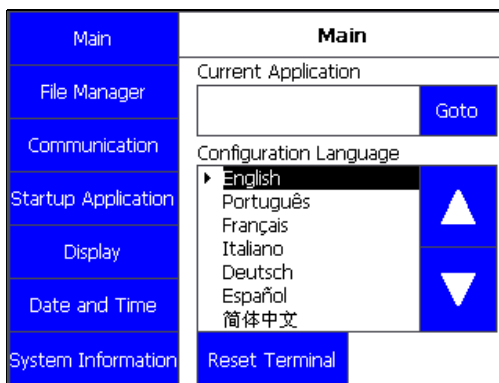 Main
File Manager
Communication
Startup Application
Display
Date and Time
System Information
Main
Current Application
Goto
Configuration Language
English
Português
Français
Italiano
Deutsch
Español
简体中文
Reset Terminal